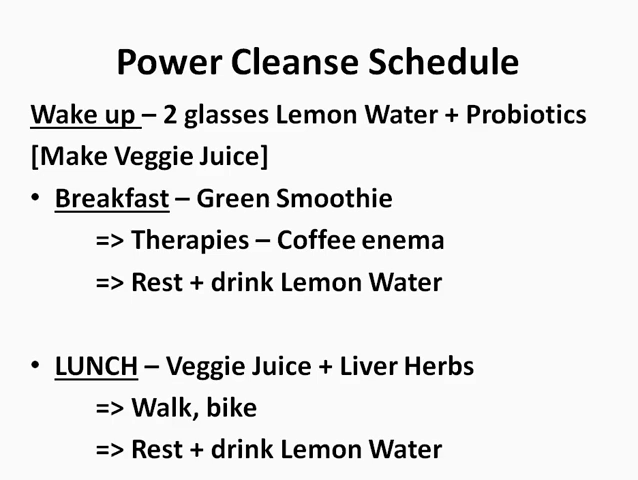 Power Cleanse Schedule
Wake up – 2 glasses Lemon Water + Probiotics
[Make Veggie Juice]
• Breakfast – Green Smoothie
=> Therapies – Coffee enema
=> Rest + drink Lemon Water
• LUNCH – Veggie Juice + Liver Herbs
=> Walk, bike
=> Rest + drink Lemon Water